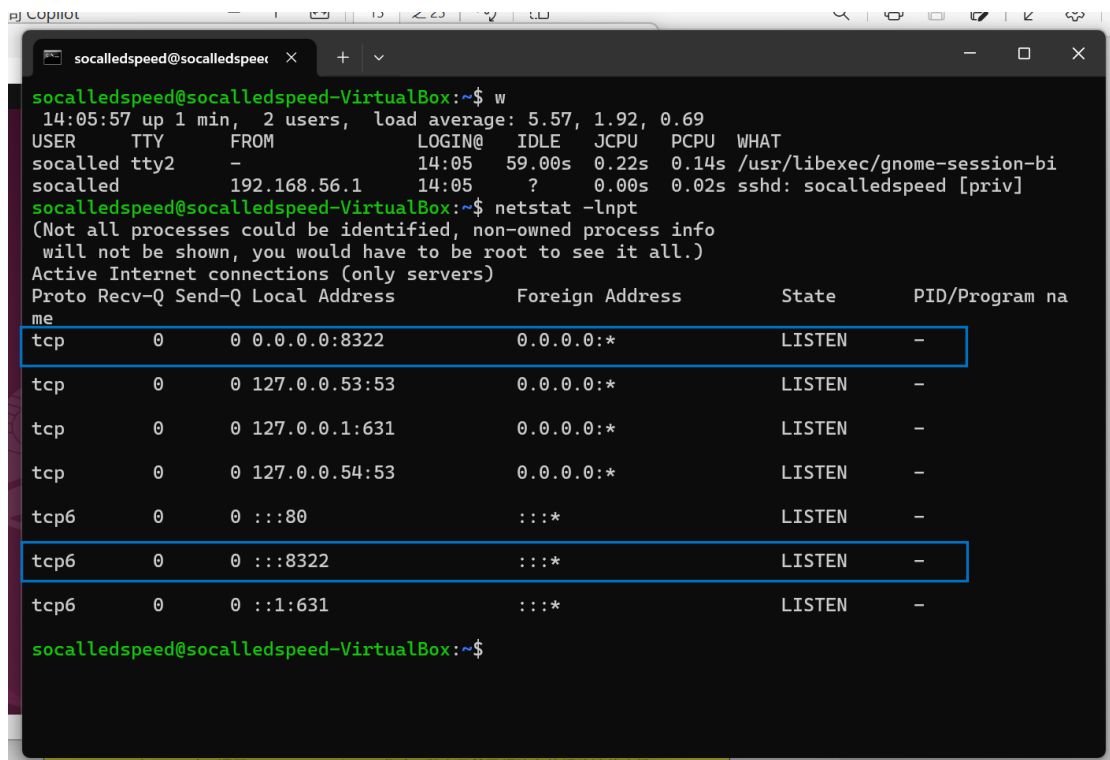 Copilot
socalledspeed@socalledspeec
socalledspeed@socalledspeed-VirtualBox:~$ w
14:05:57 up 1 min, 2 users, load average: 5.57, 1.92, 0.69
USER TTY FROM LOGIN@ IDLE JCPU PCPU WHAT
socalled tty2 - 14:05 59.00s 0.22s 0.14s /usr/libexec/gnome-session-bi
socalled 192.168.56.1 14:05 ? 0.00s 0.02s sshd: socalledspeed [priv]
socalledspeed@socalledspeed-VirtualBox:~$ netstat -lnpt
(Not all processes could be identified, non-owned process info
will not be shown, you would have to be root to see it all.)
Active Internet connections (only servers)
Proto Recv-Q Send-Q Local Address Foreign Address State PID/Program na
me
tcp 0 0 0.0.0.0:8322 0.0.0.0:* LISTEN -
tcp 0 0 127.0.0.53:53 0.0.0.0:* LISTEN -
tcp 0 0 127.0.0.1:631 0.0.0.0:* LISTEN -
tcp 0 0 127.0.0.54:53 0.0.0.0:* LISTEN -
tcp6 0 0 :::80 :::* LISTEN -
tcp6 0 0 :::8322 :::* LISTEN -
tcp6 0 0 ::1:631 :::* LISTEN -
socalledspeed@socalledspeed-VirtualBox:~$